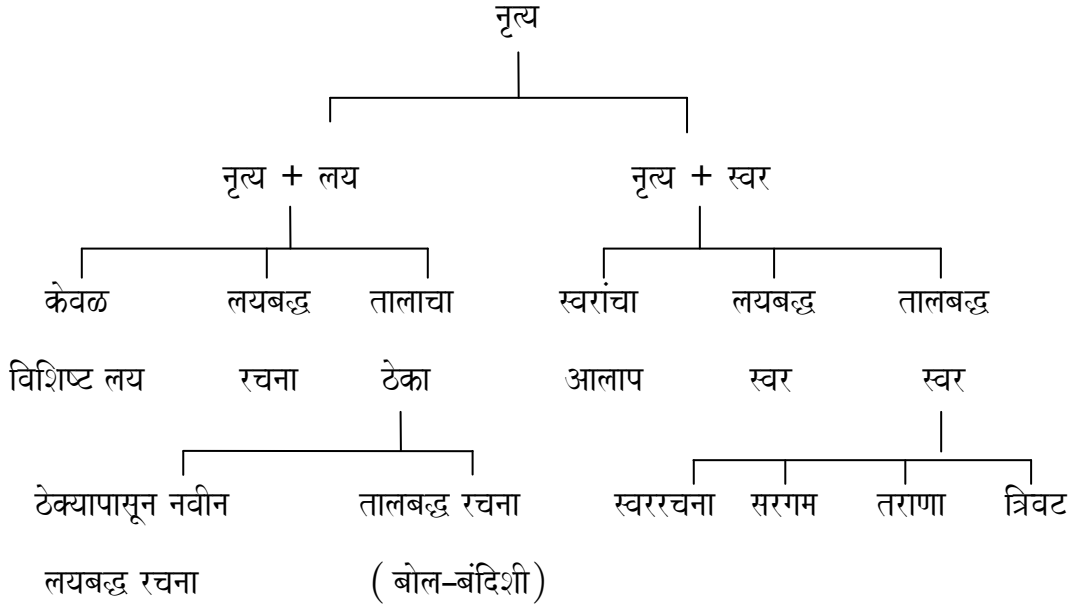 नृत्य
नृत्य + लय नृत्य + स्वर
केवळ लयबद्ध तालाचा स्वरांचा लयबद्ध तालबद्ध
विशिष्ट लय रचना ठेका आलाप स्वर स्वर
ठेक्यापासून नवीन तालबद्ध रचना स्वररचना सरगम तराणा त्रिवट
लयबद्ध रचना ( बोल-बंदिशी)